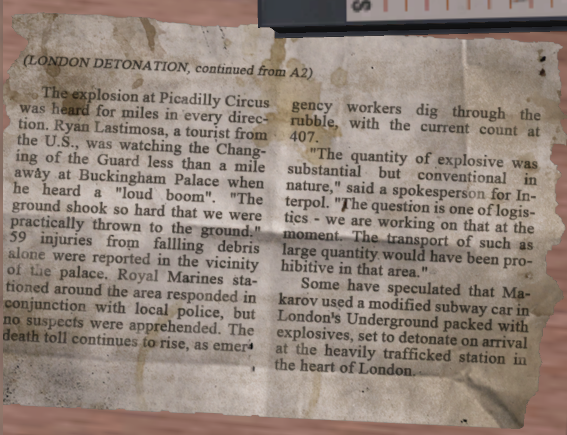 S
(LONDON DETONATION, continued from A2)
The explosion at Picadilly Circus
was heard for miles in every direc-
tion. Ryan Lastimosa, a tourist from
the U.S., was watching the Chang-
ing of the Guard less than a mile
away at Buckingham Palace when
he heard a "loud boom". "The
ground shook so hard that we were
practically thrown to the ground."
59 injuries from fallling debris
alone were reported in the vicinity
of the palace. Royal Marines sta-
tioned around the area responded in
conjunction with local police, but
no suspects were apprehended. The
death toll continues to rise, as emer-
gency workers dig through the
rubble, with the current count at
407.
"The quantity of explosive was
substantial but conventional in
nature," said a spokesperson for In-
terpol. "The question is one of logis-
tics - we are working on that at the
moment. The transport of such as
large quantity would have been pro-
hibitive in that area."
Some have speculated that Ma-
karov used a modified subway car in
London's Underground packed with
explosives, set to detonate on arrival
at the heavily trafficked station in
the heart of London.